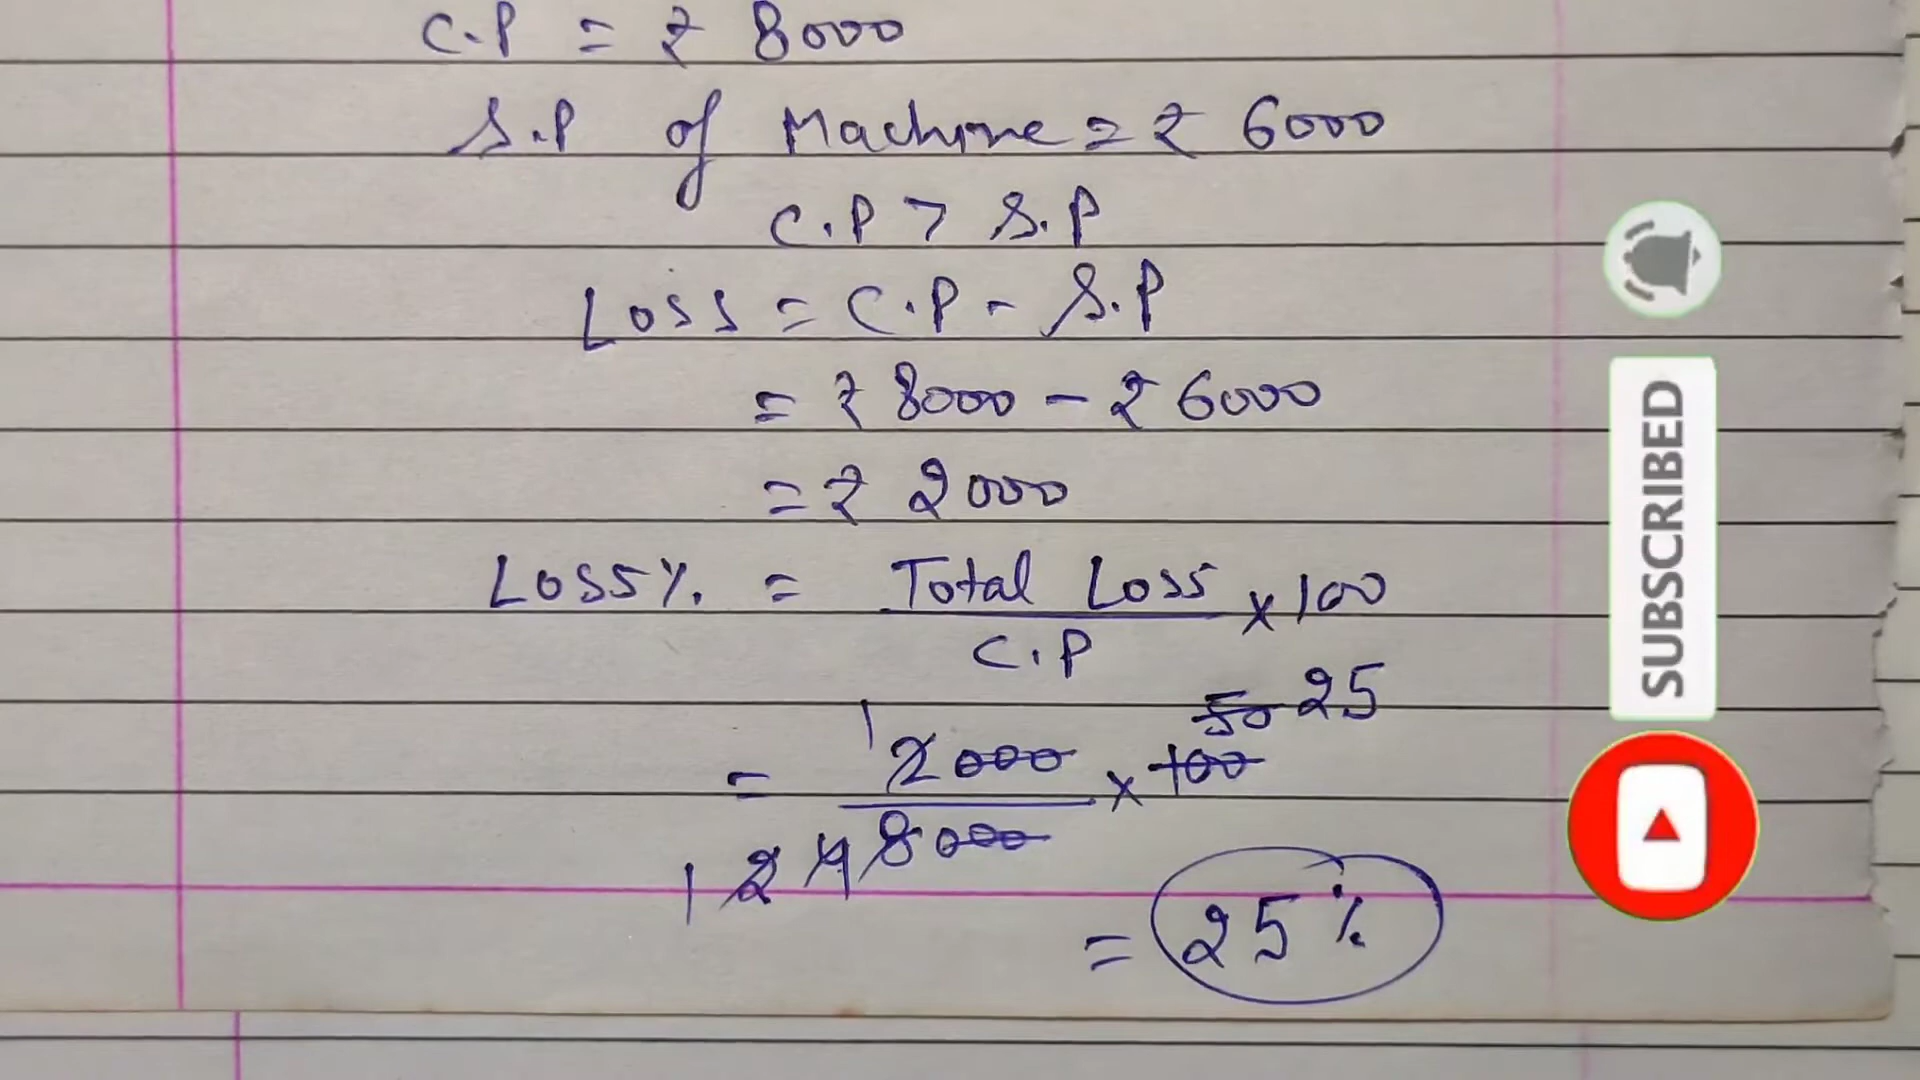 C.P = ₹ 8000
S.P of Machine = ₹ 6000
C.P > S.P
Loss = C.P - S.P
= ₹ 8000 - ₹ 6000
= ₹ 2000
Loss % = Total Loss / C.P × 100
50 25
1 2000 × 100
=
1 2 4 8000
= 25 %
SUBSCRIBED